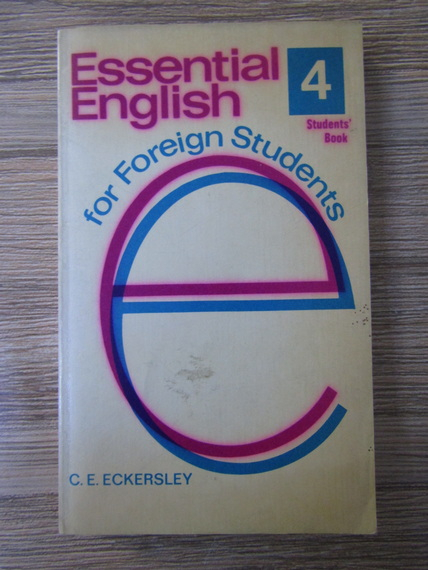 Essential
English
4
Students'
Book
for Foreign Students
e
C. E. ECKERSLEY